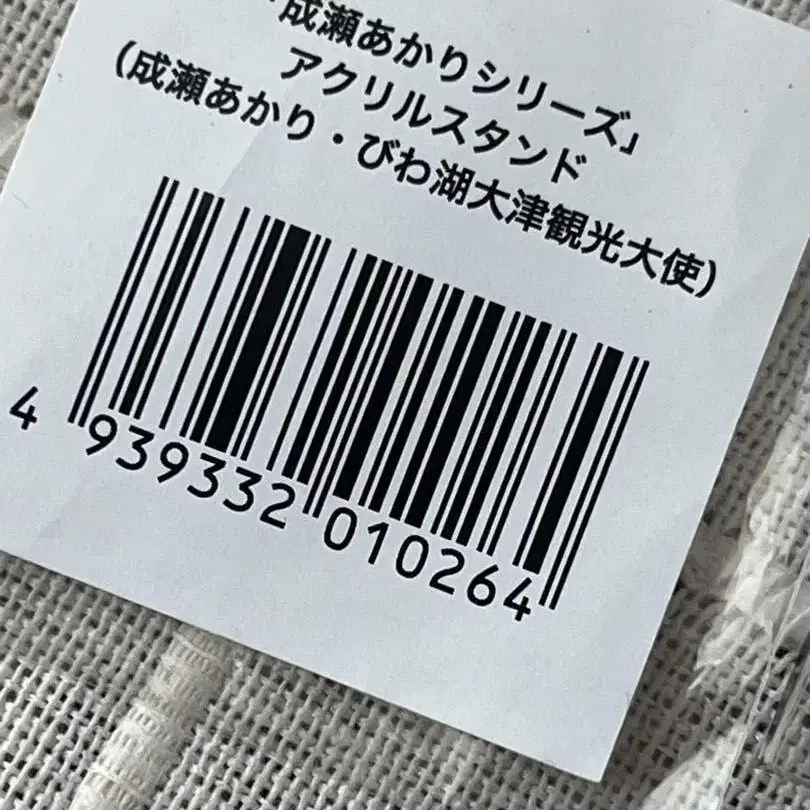 「成瀬あかりシリーズ」
アクリルスタンド
(成瀬あかり・びわ湖大津観光大使)
4 939332 010264